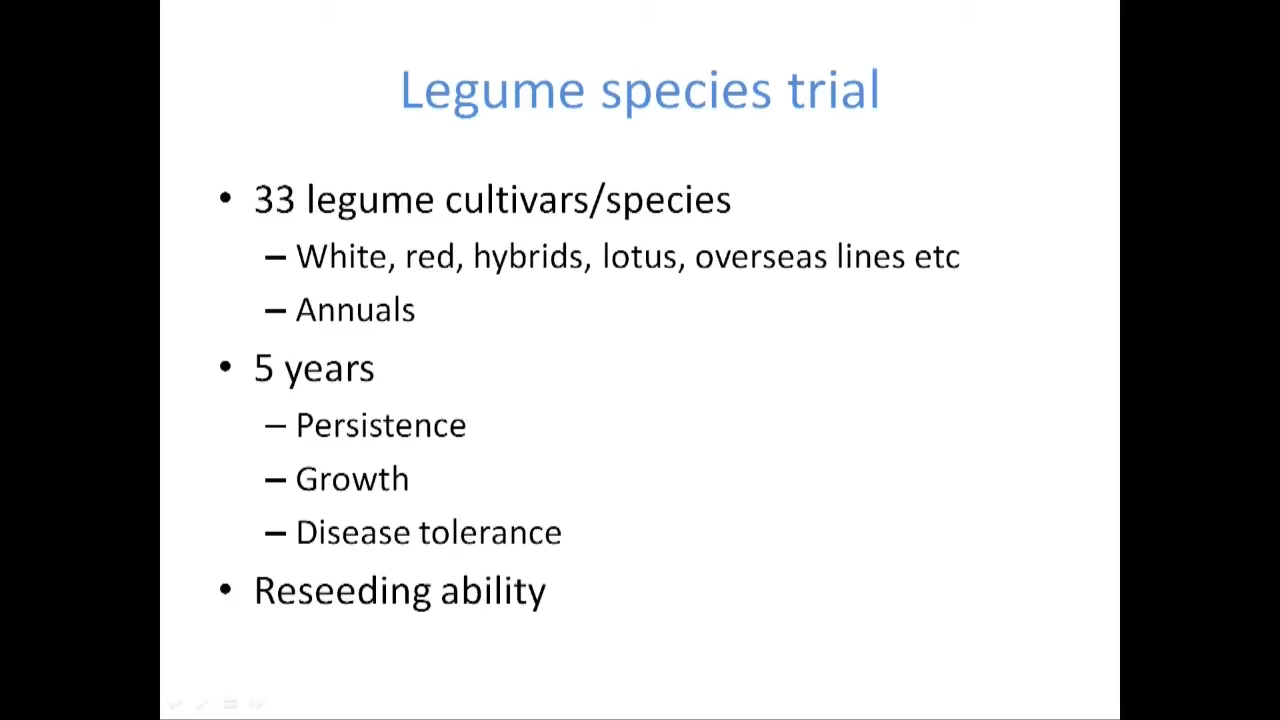 Legume species trial
• 33 legume cultivars/species
– White, red, hybrids, lotus, overseas lines etc
– Annuals
• 5 years
– Persistence
– Growth
– Disease tolerance
• Reseeding ability